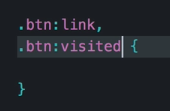 .btn:link,
.btn:visited {
}